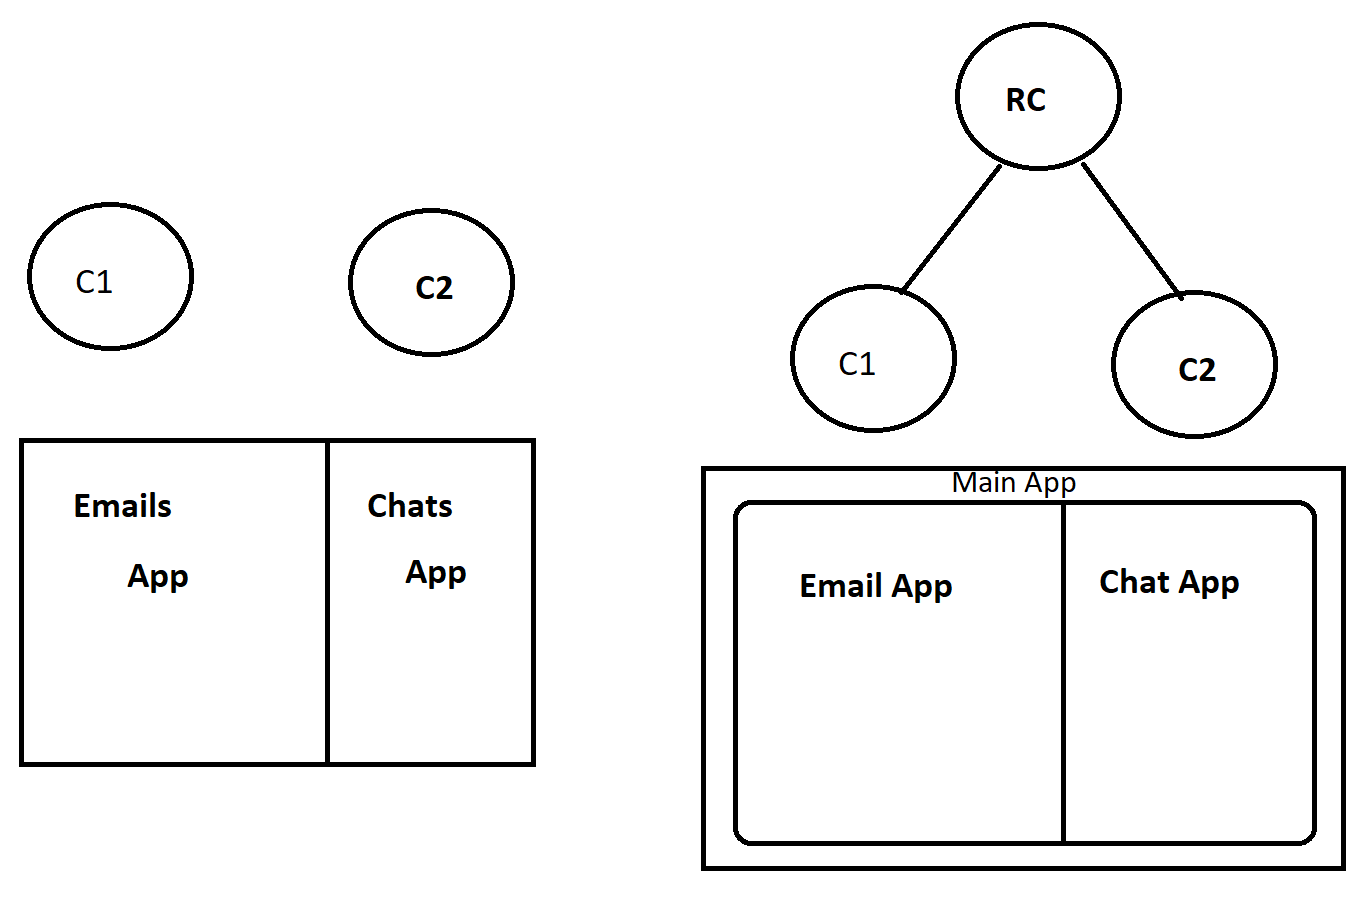 C1
C2
Emails
App
Chats
App
RC
C1
C2
Main App
Email App
Chat App